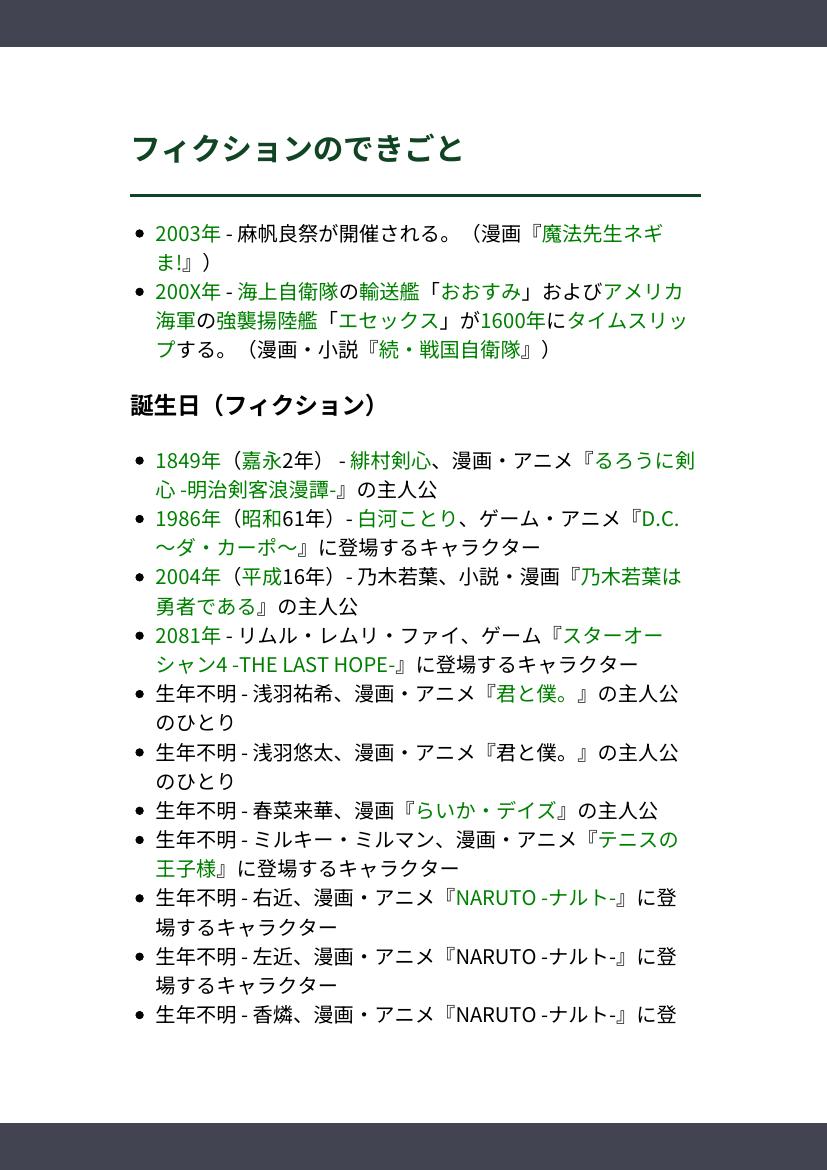 フィクションのできごと
2003年 - 麻帆良祭が開催される。（漫画『魔法先生ネギ
ま!』）
200X年 - 海上自衛隊の輸送艦「おおすみ」およびアメリカ
海軍の強襲揚陸艦「エセックス」が1600年にタイムスリッ
プする。（漫画・小説『続・戦国自衛隊』）
誕生日（フィクション）
1849年（嘉永2年） - 緋村剣心、漫画・アニメ『るろうに剣
心 -明治剣客浪漫譚-』の主人公
1986年（昭和61年）- 白河ことり、ゲーム・アニメ『D.C.
〜ダ・カーポ〜』に登場するキャラクター
2004年（平成16年）- 乃木若葉、小説・漫画『乃木若葉は
勇者である』の主人公
2081年 - リムル・レムリ・ファイ、ゲーム『スターオー
シャン4 -THE LAST HOPE-』に登場するキャラクター
生年不明 - 浅羽祐希、漫画・アニメ『君と僕。』の主人公
のひとり
生年不明 - 浅羽悠太、漫画・アニメ『君と僕。』の主人公
のひとり
生年不明 - 春菜来華、漫画『らいか・デイズ』の主人公
生年不明 - ミルキー・ミルマン、漫画・アニメ『テニスの
王子様』に登場するキャラクター
生年不明 - 右近、漫画・アニメ『NARUTO -ナルト-』に登
場するキャラクター
生年不明 - 左近、漫画・アニメ『NARUTO -ナルト-』に登
場するキャラクター
生年不明 - 香燐、漫画・アニメ『NARUTO -ナルト-』に登